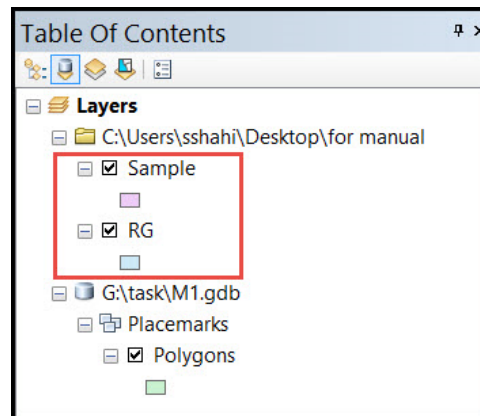 Table Of Contents
Layers
C:\Users\sshahi\Desktop\for manual
Sample
RG
G:\task\M1.gdb
Placemarks
Polygons